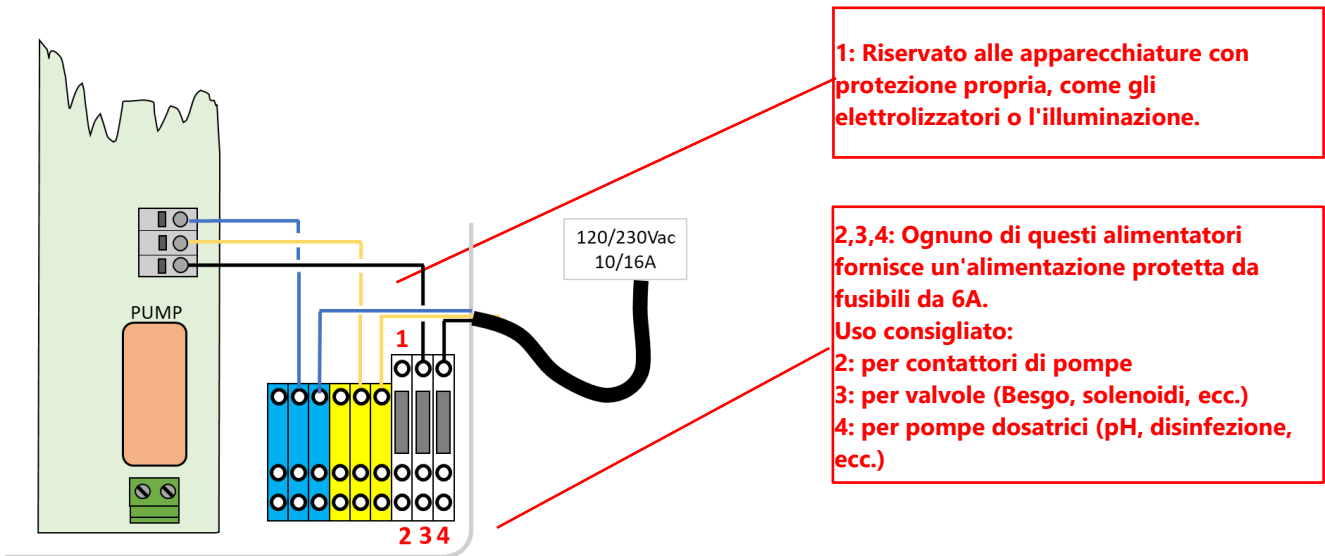 1: Riservato alle apparecchiature con
protezione propria, come gli
elettrolizzatori o l'illuminazione.
120/230Vac
10/16A
2,3,4: Ognuno di questi alimentatori
fornisce un'alimentazione protetta da
fusibili da 6A.
Uso consigliato:
2: per contattori di pompe
3: per valvole (Besgo, solenoidi, ecc.)
4: per pompe dosatrici (pH, disinfezione,
ecc.)
PUMP
1
2 3 4